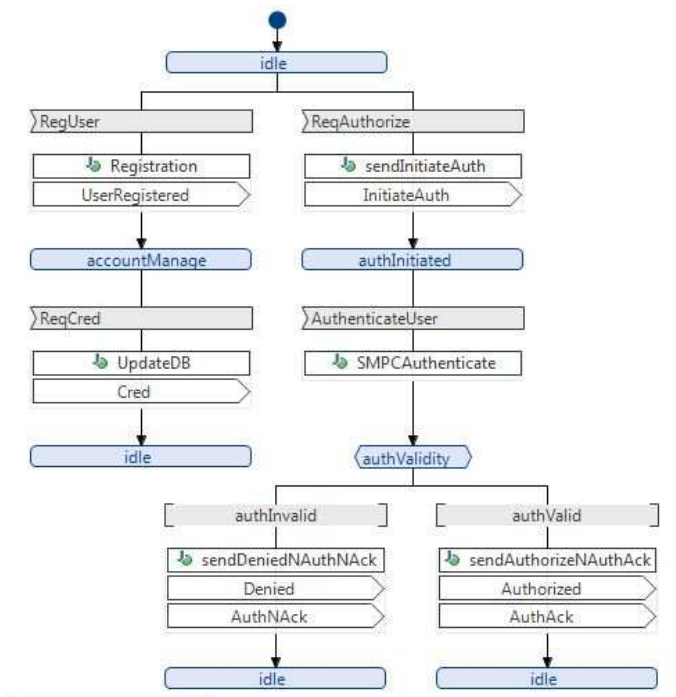 idle
RegUser
ReqAuthorize
Registration
sendInitiateAuth
UserRegistered
InitiateAuth
accountManage
authInitiated
ReqCred
AuthenticateUser
UpdateDB
SMPCAuthenticate
Cred
idle
authValidity
authInvalid
authValid
sendDeniedNAuthNAck
sendAuthorizeNAuthAck
Denied
Authorized
AuthNAck
AuthAck
idle
idle